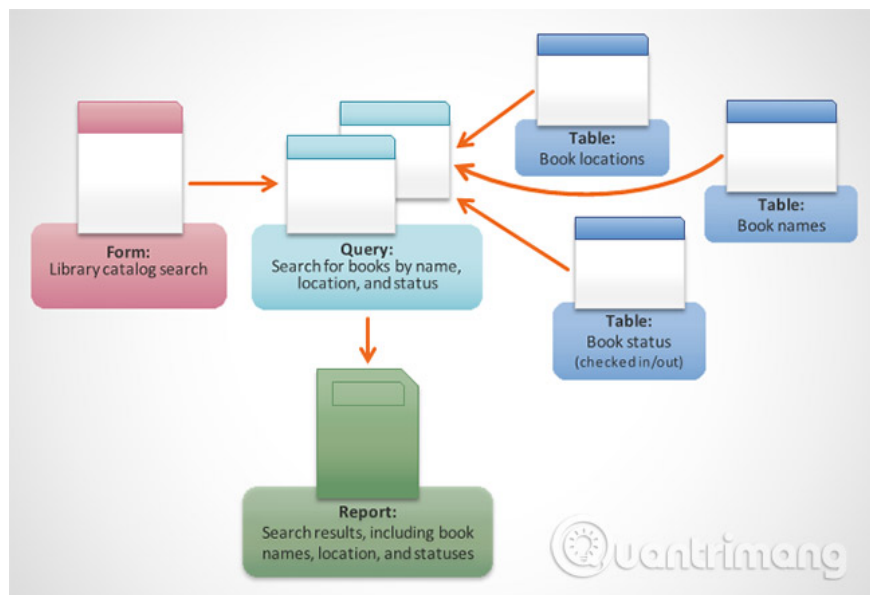 Table:
Book locations
Table:
Book names
Form:
Library catalog search
Query:
Search for books by name,
location, and status
Table:
Book status
(checked in/out)
Report:
Search results, including book
names, location, and statuses
Quantrimang